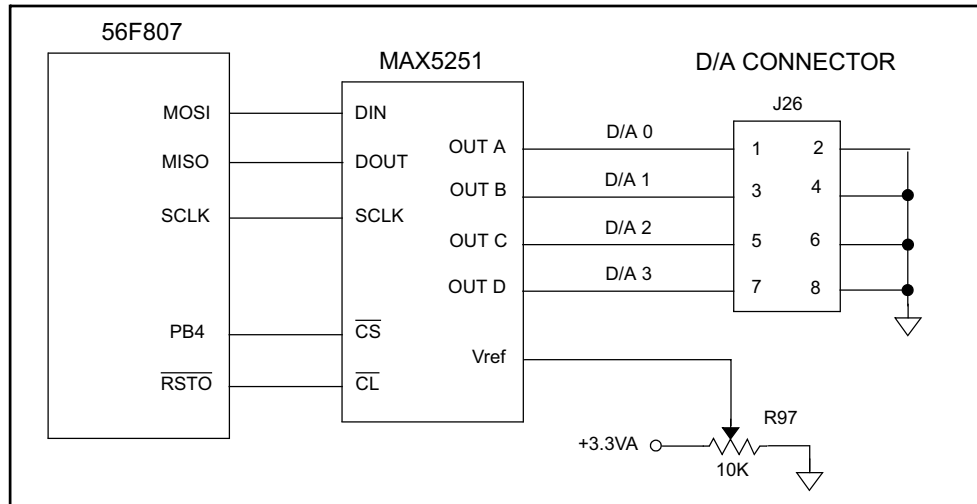 56F807
MAX5251
D/A CONNECTOR
J26
MOSI
DIN
MISO
DOUT
SCLK
SCLK
PB4
CS
RSTO
CL
OUT A
D/A 0
1
2
OUT B
D/A 1
3
4
OUT C
D/A 2
5
6
OUT D
D/A 3
7
8
Vref
R97
+3.3VA
10K